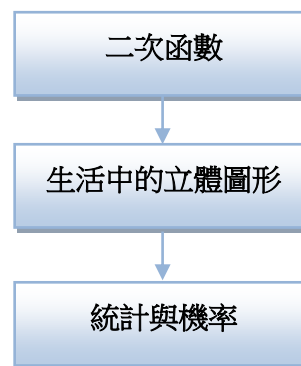 二次函數
生活中的立體圖形
統計與機率